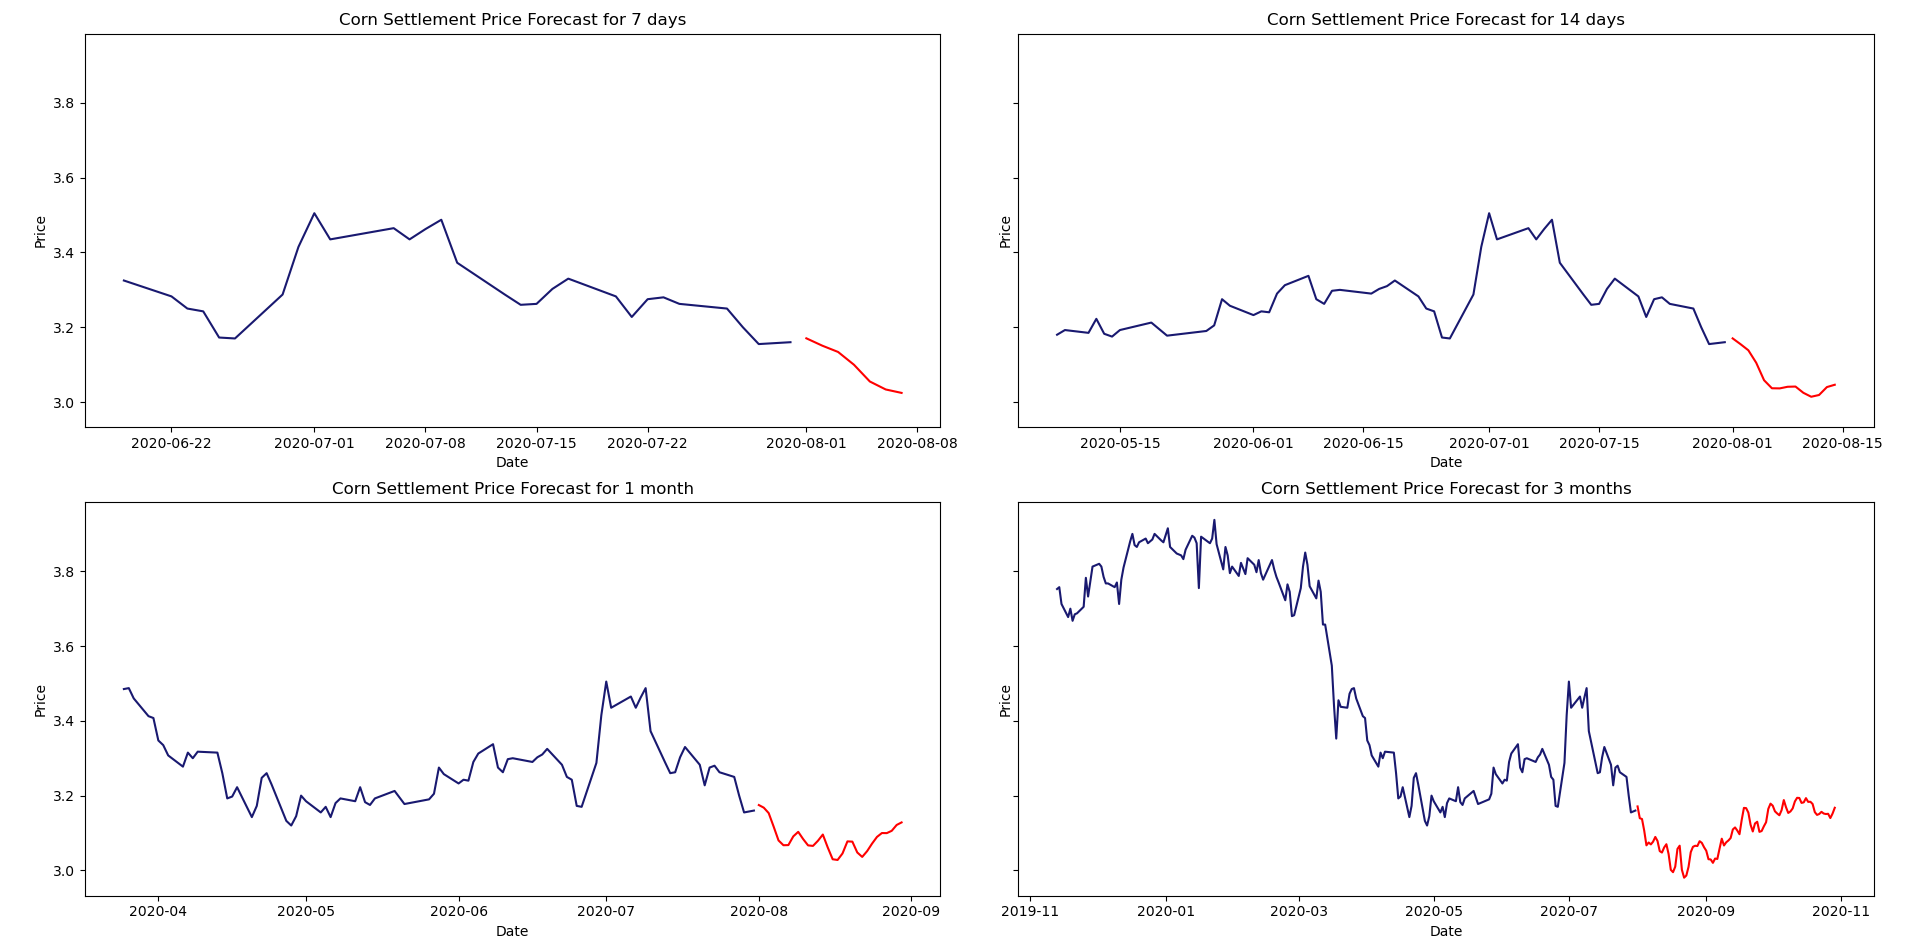 Corn Settlement Price Forecast for 7 days
Price
3.8
3.6
3.4
3.2
3.0
2020-06-22 2020-07-01 2020-07-08 2020-07-15 2020-07-22 2020-08-01 2020-08-08
Date
Corn Settlement Price Forecast for 14 days
Price
2020-05-15 2020-06-01 2020-06-15 2020-07-01 2020-07-15 2020-08-01 2020-08-15
Date
Corn Settlement Price Forecast for 1 month
Price
3.8
3.6
3.4
3.2
3.0
2020-04 2020-05 2020-06 2020-07 2020-08 2020-09
Date
Corn Settlement Price Forecast for 3 months
Price
2019-11 2020-01 2020-03 2020-05 2020-07 2020-09 2020-11
Date